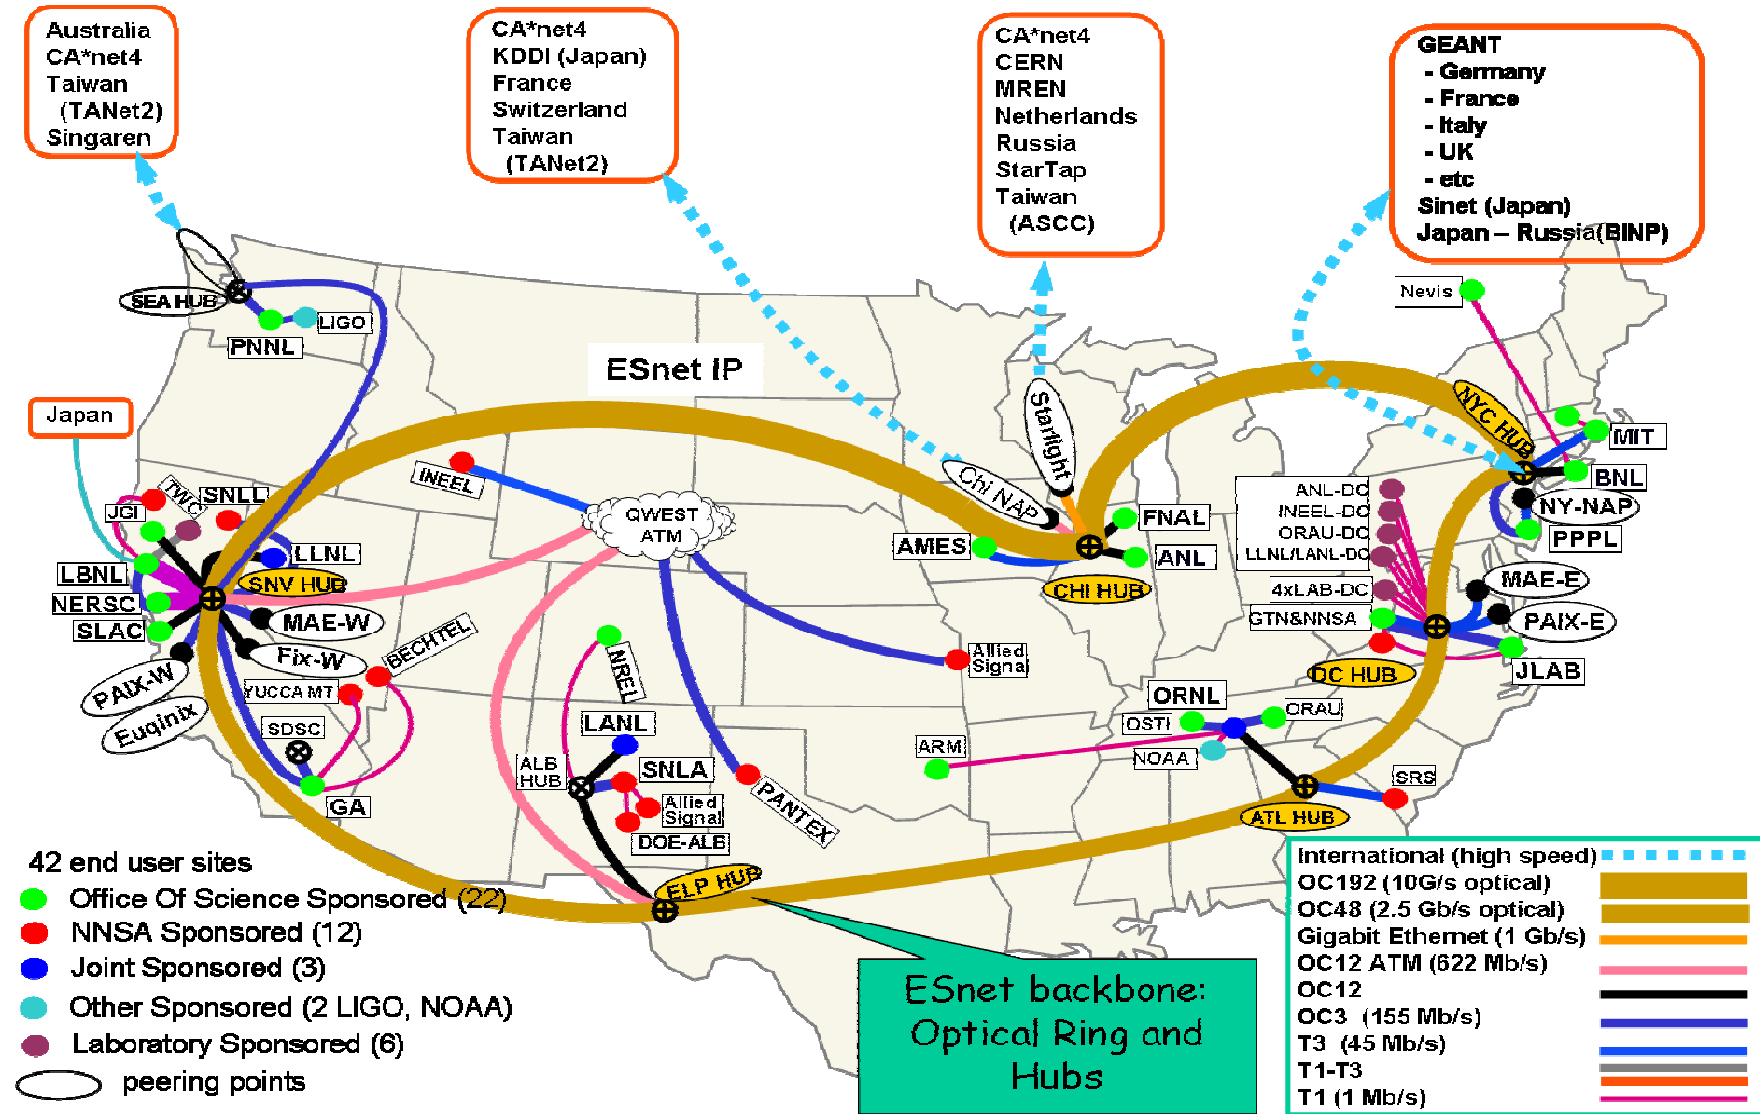 Australia
CA*net4
Taiwan
(TANet2)
Singaren
CA*net4
KDDI (Japan)
France
Switzerland
Taiwan
(TANet2)
CA*net4
CERN
MREN
Netherlands
Russia
StarTap
Taiwan
(ASCC)
GEANT
- Germany
- France
- Italy
- UK
- etc
Sinet (Japan)
Japan – Russia(BINP)
SEA HUB
LIGO
PNNL
ESnet IP
Japan
Nevis
NYC HUB
MIT
BNL
NY-NAP
PPPL
Starlight
Chi NAP
FNAL
AMES
ANL
CHI HUB
INEEL
QWEST
ATM
TWC
SNLL
JGI
LLNL
LBNL
SNV HUB
NERSC
SLAC
MAE-W
Fix-W
PAIX-W
Euqinix
BECHTEL
YUCCA MT
SDSC
GA
NREL
LANL
ALB
HUB
SNLA
Allied
Signal
DOE-ALB
PANTEX
Allied
Signal
ELP HUB
ANL-DC
INEEL-DC
ORAU-DC
LLNL/LANL-DC
4xLAB-DC
GTN&NNSA
MAE-E
PAIX-E
JLAB
DC HUB
ORNL
OSTI
ORAU
NOAA
ARM
SRS
ATL HUB
42 end user sites
Office Of Science Sponsored (22)
NNSA Sponsored (12)
Joint Sponsored (3)
Other Sponsored (2 LIGO, NOAA)
Laboratory Sponsored (6)
peering points
ESnet backbone:
Optical Ring and
Hubs
International (high speed)
OC192 (10G/s optical)
OC48 (2.5 Gb/s optical)
Gigabit Ethernet (1 Gb/s)
OC12 ATM (622 Mb/s)
OC12
OC3 (155 Mb/s)
T3 (45 Mb/s)
T1-T3
T1 (1 Mb/s)